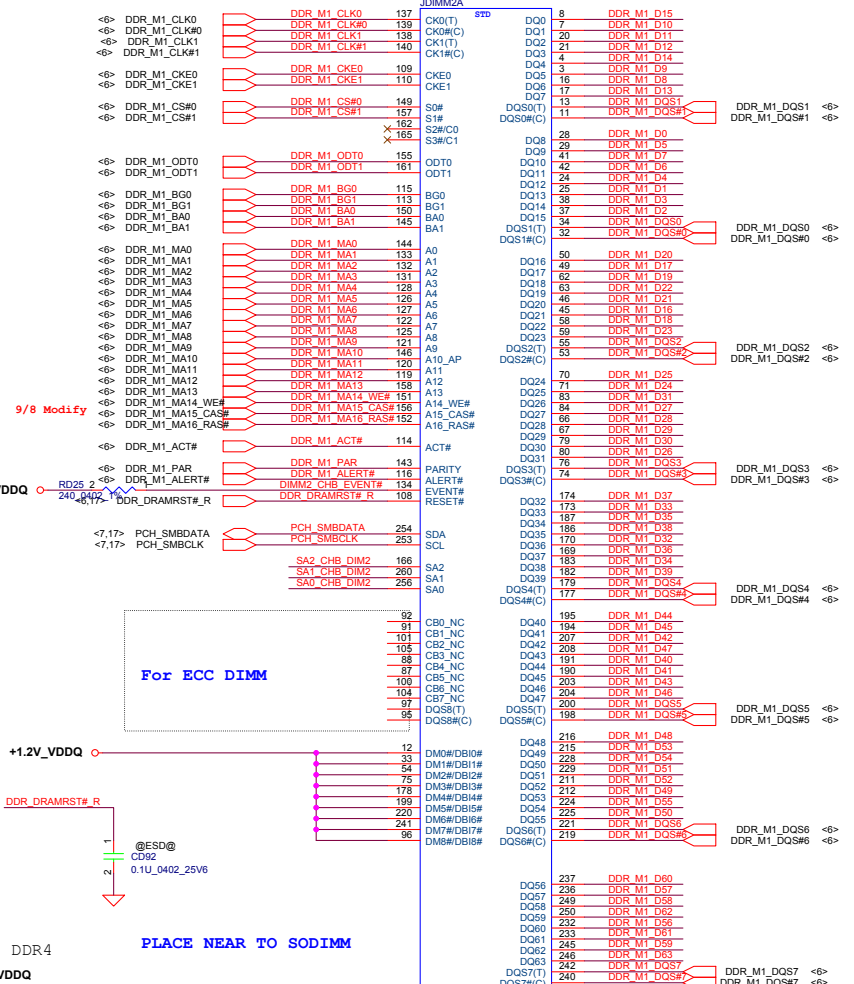 JDIMM2A
STD
<6> DDR_M1_CLK0 DDR_M1_CLK0 137 CK0(T) DQ0 8 DDR_M1_D15
<6> DDR_M1_CLK#0 DDR_M1_CLK#0 139 CK0#(C) DQ1 7 DDR_M1_D10
<6> DDR_M1_CLK1 DDR_M1_CLK1 138 CK1(T) DQ2 20 DDR_M1_D11
<6> DDR_M1_CLK#1 DDR_M1_CLK#1 140 CK1#(C) DQ3 21 DDR_M1_D12
DQ4 4 DDR_M1_D14
<6> DDR_M1_CKE0 DDR_M1_CKE0 109 CKE0 DQ5 3 DDR_M1_D9
<6> DDR_M1_CKE1 DDR_M1_CKE1 110 CKE1 DQ6 16 DDR_M1_D8
DQ7 17 DDR_M1_D13
<6> DDR_M1_CS#0 DDR_M1_CS#0 149 S0# DQS0(T) 13 DDR_M1_DQS1 DDR_M1_DQS1 <6>
<6> DDR_M1_CS#1 DDR_M1_CS#1 157 S1# DQS0#(C) 11 DDR_M1_DQS#1 DDR_M1_DQS#1 <6>
162 S2#/C0
165 S3#/C1 DQ8 28 DDR_M1_D0
DQ9 29 DDR_M1_D5
<6> DDR_M1_ODT0 DDR_M1_ODT0 155 ODT0 DQ10 41 DDR_M1_D7
<6> DDR_M1_ODT1 DDR_M1_ODT1 161 ODT1 DQ11 42 DDR_M1_D6
DQ12 24 DDR_M1_D4
<6> DDR_M1_BG0 DDR_M1_BG0 115 BG0 DQ13 25 DDR_M1_D1
<6> DDR_M1_BG1 DDR_M1_BG1 113 BG1 DQ14 38 DDR_M1_D3
<6> DDR_M1_BA0 DDR_M1_BA0 150 BA0 DQ15 37 DDR_M1_D2
<6> DDR_M1_BA1 DDR_M1_BA1 145 BA1 DQS1(T) 34 DDR_M1_DQS0 DDR_M1_DQS0 <6>
DQS1#(C) 32 DDR_M1_DQS#0 DDR_M1_DQS#0 <6>
<6> DDR_M1_MA0 DDR_M1_MA0 144 A0
<6> DDR_M1_MA1 DDR_M1_MA1 133 A1 DQ16 50 DDR_M1_D20
<6> DDR_M1_MA2 DDR_M1_MA2 132 A2 DQ17 49 DDR_M1_D17
<6> DDR_M1_MA3 DDR_M1_MA3 131 A3 DQ18 62 DDR_M1_D19
<6> DDR_M1_MA4 DDR_M1_MA4 128 A4 DQ19 63 DDR_M1_D22
<6> DDR_M1_MA5 DDR_M1_MA5 126 A5 DQ20 46 DDR_M1_D21
<6> DDR_M1_MA6 DDR_M1_MA6 127 A6 DQ21 45 DDR_M1_D16
<6> DDR_M1_MA7 DDR_M1_MA7 122 A7 DQ22 58 DDR_M1_D18
<6> DDR_M1_MA8 DDR_M1_MA8 125 A8 DQ23 59 DDR_M1_D23
<6> DDR_M1_MA9 DDR_M1_MA9 121 A9 DQS2(T) 55 DDR_M1_DQS2 DDR_M1_DQS2 <6>
<6> DDR_M1_MA10 DDR_M1_MA10 146 A10_AP DQS2#(C) 53 DDR_M1_DQS#2 DDR_M1_DQS#2 <6>
<6> DDR_M1_MA11 DDR_M1_MA11 120 A11
<6> DDR_M1_MA12 DDR_M1_MA12 119 A12 DQ24 70 DDR_M1_D25
<6> DDR_M1_MA13 DDR_M1_MA13 158 A13 DQ25 71 DDR_M1_D24
9/8 Modify <6> DDR_M1_MA14_WE# DDR_M1_MA14_WE# 151 A14_WE# DQ26 83 DDR_M1_D31
<6> DDR_M1_MA15_CAS# DDR_M1_MA15_CAS# 156 A15_CAS# DQ27 84 DDR_M1_D27
<6> DDR_M1_MA16_RAS# DDR_M1_MA16_RAS# 152 A16_RAS# DQ28 66 DDR_M1_D28
DQ29 67 DDR_M1_D29
<6> DDR_M1_ACT# DDR_M1_ACT# 114 ACT# DQ30 79 DDR_M1_D30
DQ31 80 DDR_M1_D26
<6> DDR_M1_PAR DDR_M1_PAR 143 PARITY DQS3(T) 76 DDR_M1_DQS3 DDR_M1_DQS3 <6>
<6> DDR_M1_ALERT# DDR_M1_ALERT# 116 ALERT# DQS3#(C) 74 DDR_M1_DQS#3 DDR_M1_DQS#3 <6>
VDDQ RD25 2 1 DIMM2_CHB_EVENT# 134 EVENT#
240_0402_1% <6,17> DDR_DRAMRST#_R DDR_DRAMRST#_R 108 RESET# DQ32 174 DDR_M1_D37
DQ33 173 DDR_M1_D33
DQ34 187 DDR_M1_D35
<7,17> PCH_SMBDATA PCH_SMBDATA 254 SDA DQ35 186 DDR_M1_D38
<7,17> PCH_SMBCLK PCH_SMBCLK 253 SCL DQ36 170 DDR_M1_D32
DQ37 169 DDR_M1_D36
SA2_CHB_DIM2 166 SA2 DQ38 183 DDR_M1_D34
SA1_CHB_DIM2 260 SA1 DQ39 182 DDR_M1_D39
SA0_CHB_DIM2 256 SA0 DQS4(T) 179 DDR_M1_DQS4 DDR_M1_DQS4 <6>
DQS4#(C) 177 DDR_M1_DQS#4 DDR_M1_DQS#4 <6>
92 CB0_NC DQ40 195 DDR_M1_D44
91 CB1_NC DQ41 194 DDR_M1_D45
101 CB2_NC DQ42 207 DDR_M1_D42
105 CB3_NC DQ43 208 DDR_M1_D47
88 CB4_NC DQ44 191 DDR_M1_D40
For ECC DIMM 87 CB5_NC DQ45 190 DDR_M1_D41
100 CB6_NC DQ46 203 DDR_M1_D43
104 CB7_NC DQ47 204 DDR_M1_D46
97 DQS8(T) DQS5(T) 200 DDR_M1_DQS5 DDR_M1_DQS5 <6>
95 DQS8#(C) DQS5#(C) 198 DDR_M1_DQS#5 DDR_M1_DQS#5 <6>
DQ48 216 DDR_M1_D48
+1.2V_VDDQ 12 DM0#/DBI0# DQ49 215 DDR_M1_D53
33 DM1#/DBI1# DQ50 228 DDR_M1_D54
54 DM2#/DBI2# DQ51 229 DDR_M1_D51
75 DM3#/DBI3# DQ52 211 DDR_M1_D52
178 DM4#/DBI4# DQ53 212 DDR_M1_D49
199 DM5#/DBI5# DQ54 224 DDR_M1_D55
DDR_DRAMRST#_R 220 DM6#/DBI6# DQ55 225 DDR_M1_D50
241 DM7#/DBI7# DQS6(T) 221 DDR_M1_DQS6 DDR_M1_DQS6 <6>
96 DM8#/DBI8# DQS6#(C) 219 DDR_M1_DQS#6 DDR_M1_DQS#6 <6>
1 @ESD@
CD92
2 0.1U_0402_25V6
DQ56 237 DDR_M1_D60
DQ57 236 DDR_M1_D57
DQ58 249 DDR_M1_D58
DQ59 250 DDR_M1_D62
DQ60 232 DDR_M1_D56
DQ61 233 DDR_M1_D61
DDR4 PLACE NEAR TO SODIMM DQ62 245 DDR_M1_D59
DQ63 246 DDR_M1_D63
VDDQ DQS7(T) 242 DDR_M1_DQS7 DDR_M1_DQS7 <6>
DQS7#(C) 240 DDR_M1_DQS#7 DDR_M1_DQS#7 <6>